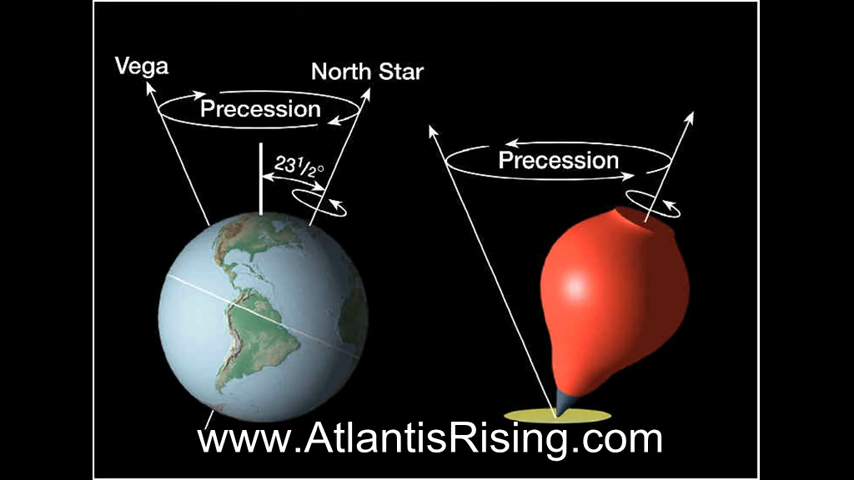 Vega
North Star
Precession
23½°
Precession
www.AtlantisRising.com